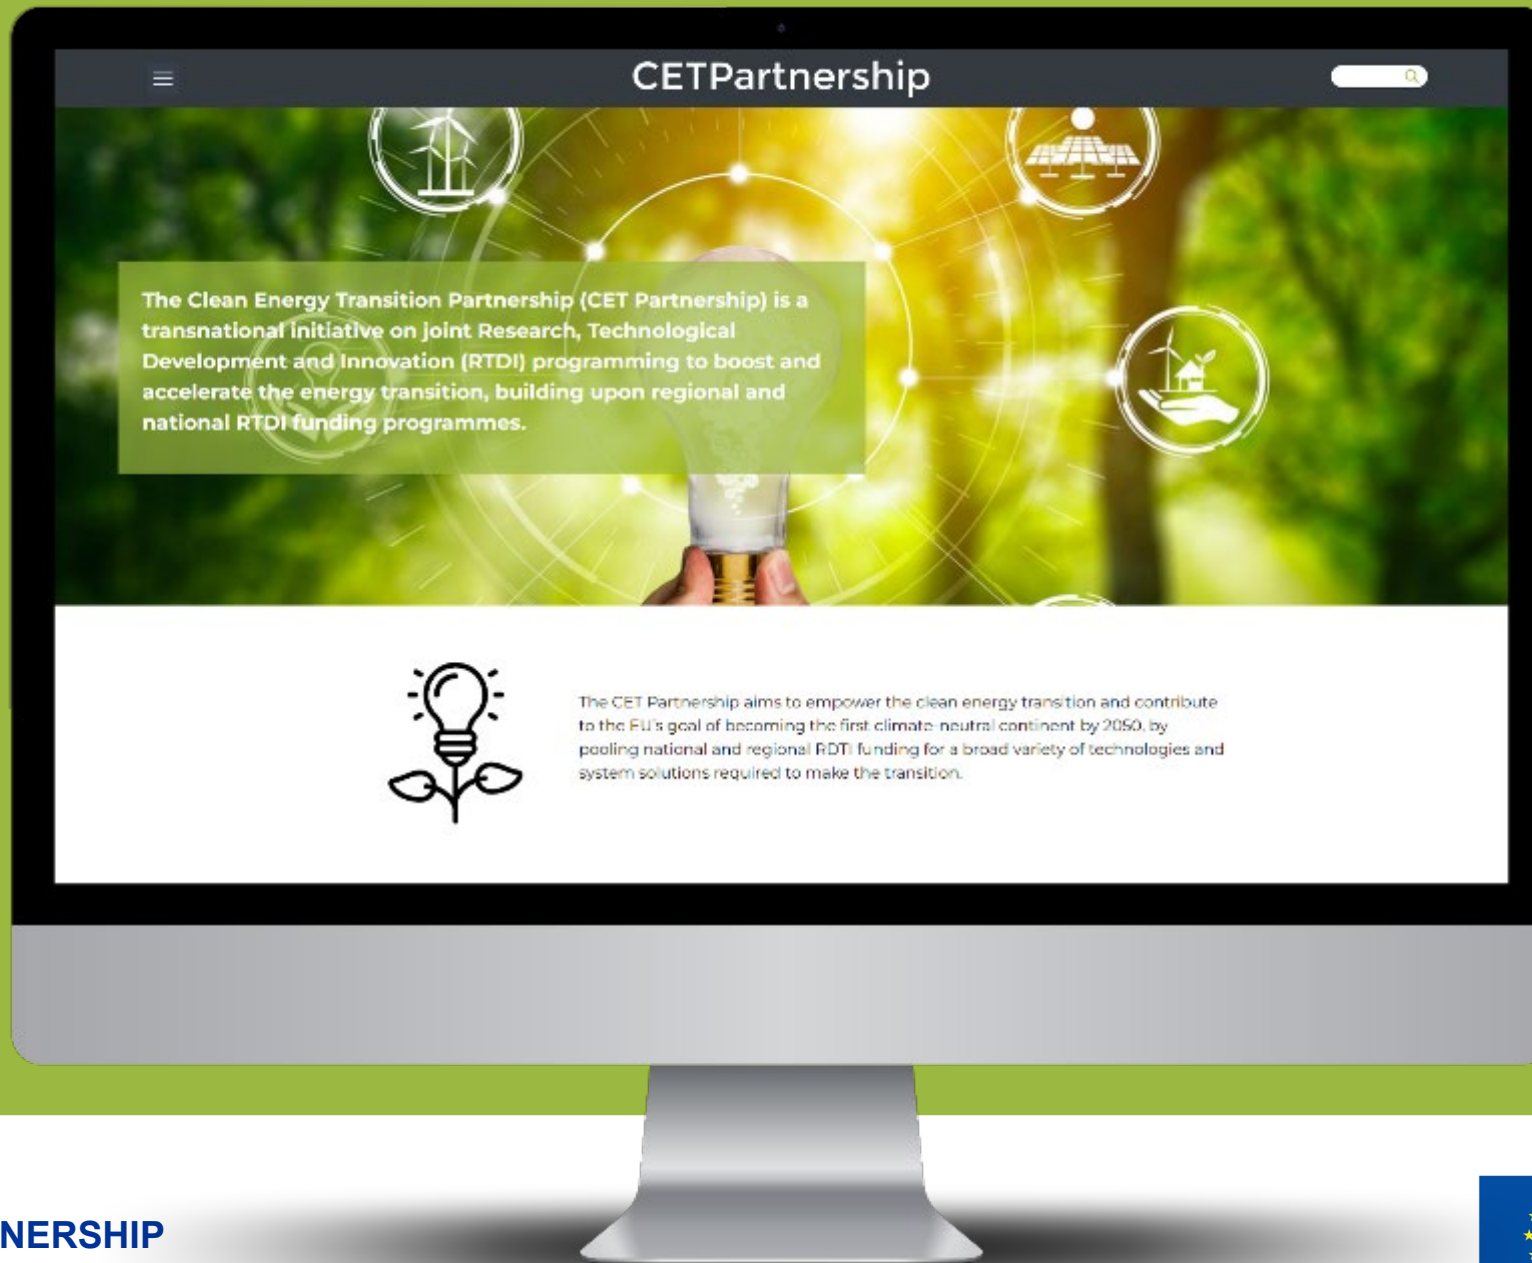 CETPartnership
The Clean Energy Transition Partnership (CET Partnership) is a
transnational initiative on joint Research, Technological
Development and Innovation (RTDI) programming to boost and
accelerate the energy transition, building upon regional and
national RTDI funding programmes.
The CET Partnership aims to empower the clean energy transition and contribute
to the EU's goal of becoming the first climate-neutral continent by 2050, by
pooling national and regional RDTI funding for a broad variety of technologies and
system solutions required to make the transition.
NERSHIP